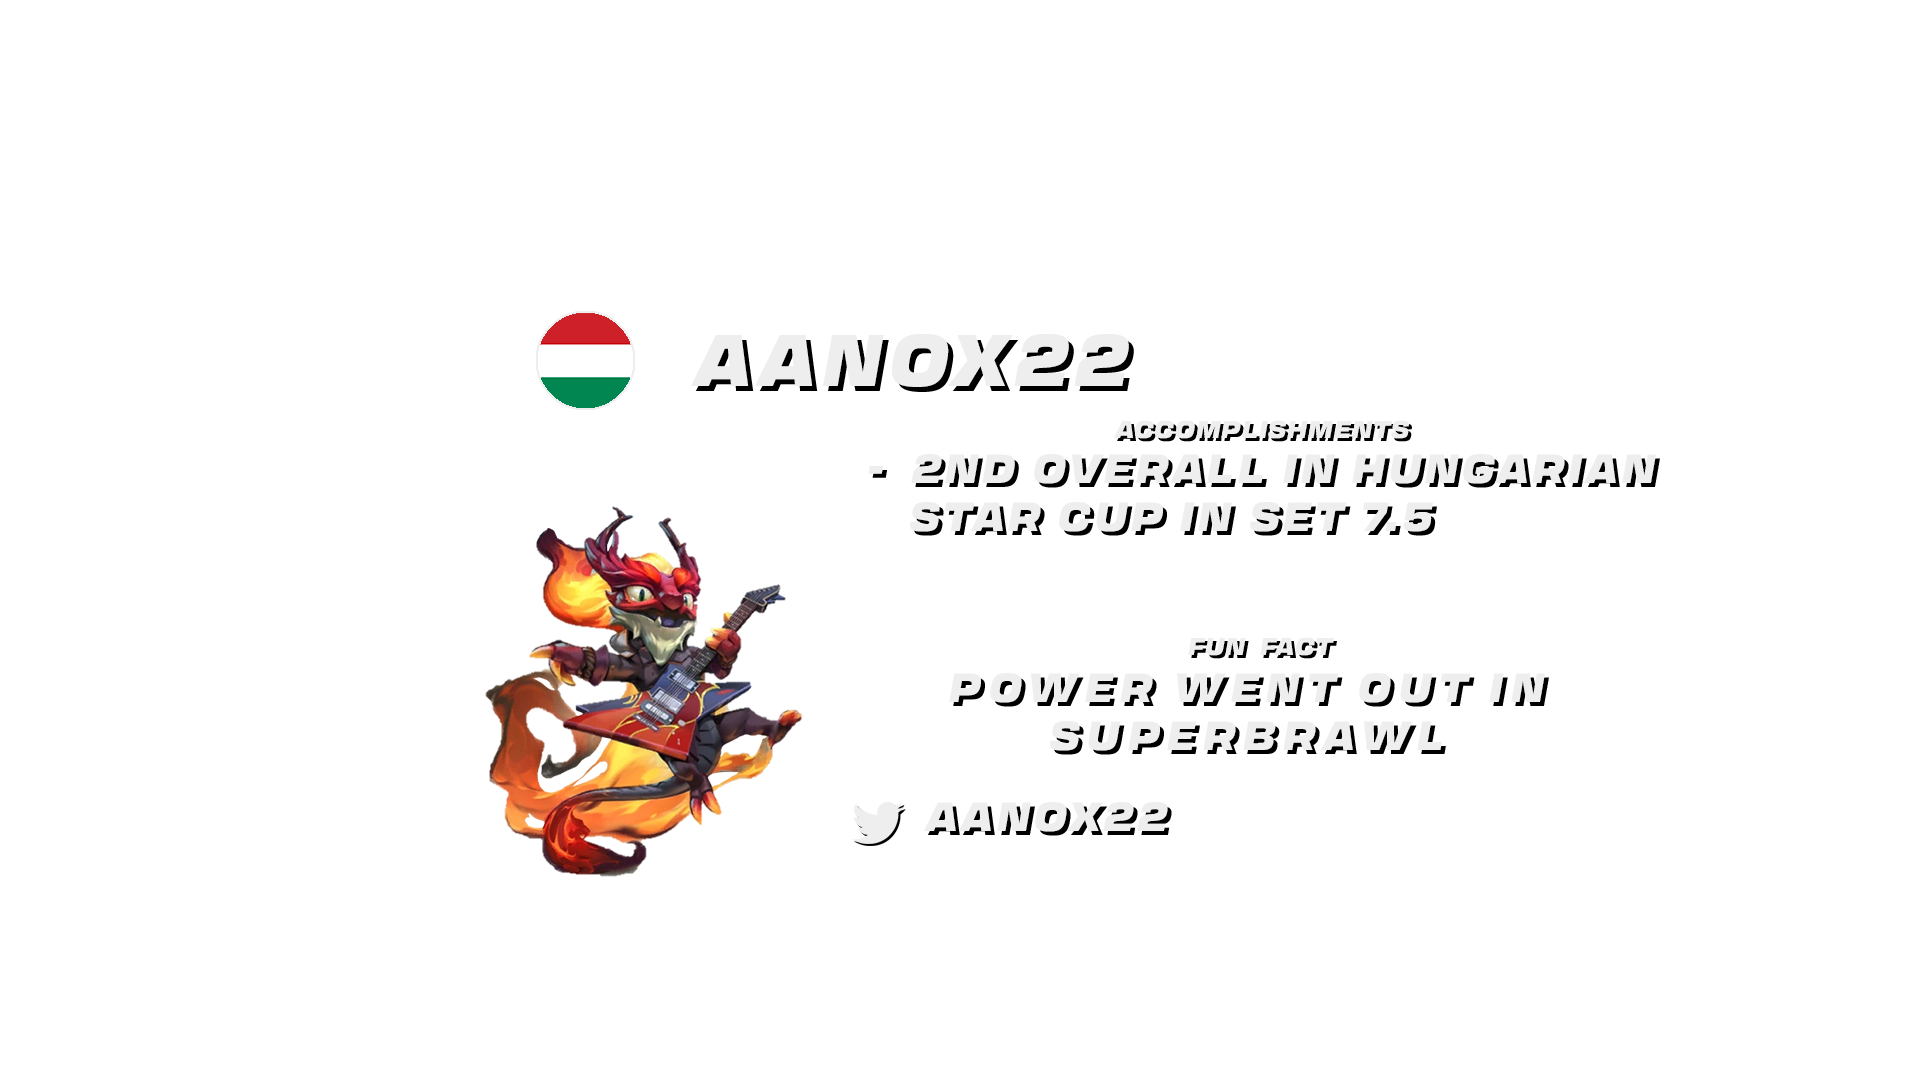 AANOX22
ACCOMPLISHMENTS
- 2ND OVERALL IN HUNGARIAN
STAR CUP IN SET 7.5
FUN FACT
POWER WENT OUT IN
SUPERBRAWL
AANOX22